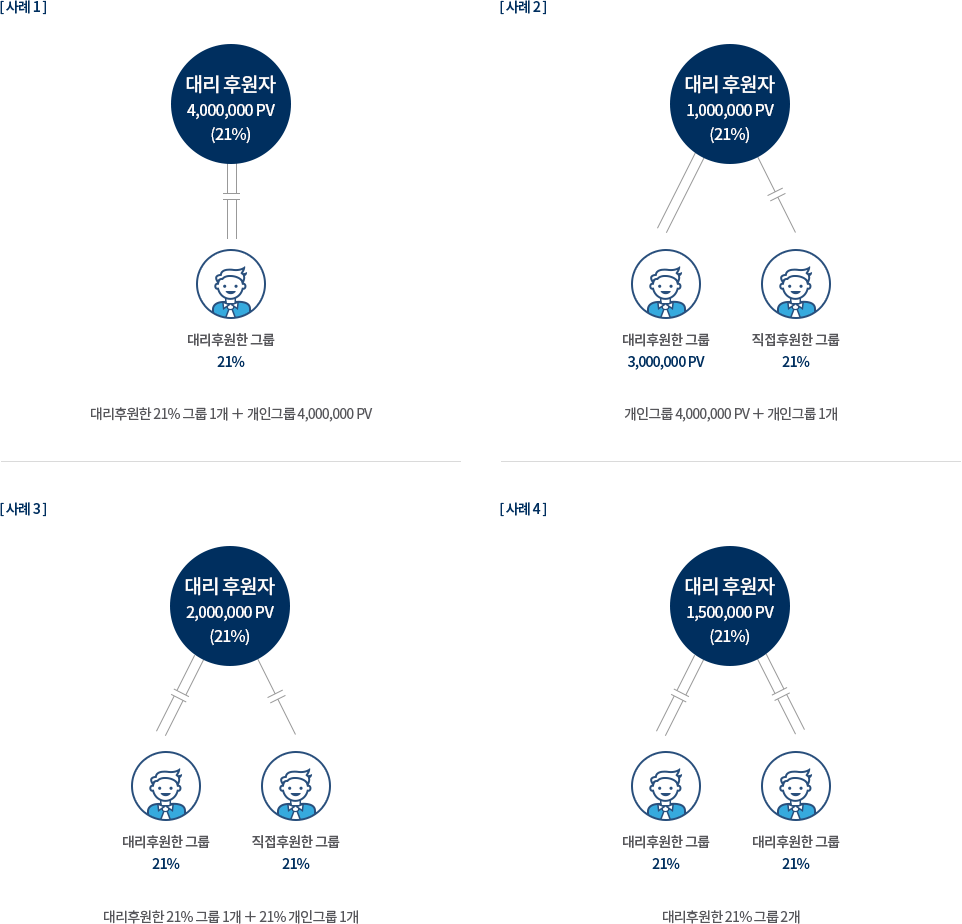 [ 사례 1 ]
대리 후원자
4,000,000 PV
(21%)
대리후원한 그룹
21%
대리후원한 21% 그룹 1개 + 개인그룹 4,000,000 PV
[ 사례 2 ]
대리 후원자
1,000,000 PV
(21%)
대리후원한 그룹
3,000,000 PV
직접후원한 그룹
21%
개인그룹 4,000,000 PV + 개인그룹 1개
[ 사례 3 ]
대리 후원자
2,000,000 PV
(21%)
대리후원한 그룹
21%
직접후원한 그룹
21%
대리후원한 21% 그룹 1개 + 21% 개인그룹 1개
[ 사례 4 ]
대리 후원자
1,500,000 PV
(21%)
대리후원한 그룹
21%
대리후원한 그룹
21%
대리후원한 21% 그룹 2개